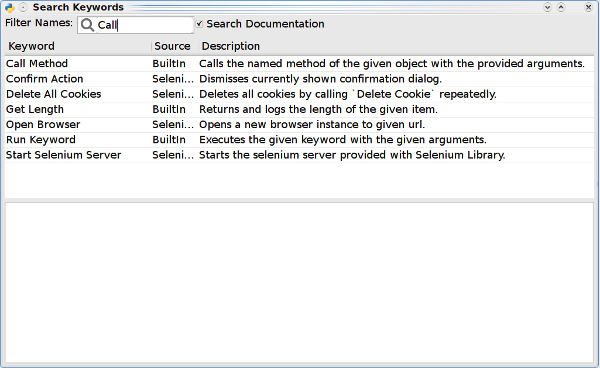 Search Keywords
Filter Names: Call Search Documentation
Keyword Source Description
Call Method BuiltIn Calls the named method of the given object with the provided arguments.
Confirm Action Seleni... Dismisses currently shown confirmation dialog.
Delete All Cookies Seleni... Deletes all cookies by calling `Delete Cookie` repeatedly.
Get Length BuiltIn Returns and logs the length of the given item.
Open Browser Seleni... Opens a new browser instance to given url.
Run Keyword BuiltIn Executes the given keyword with the given arguments.
Start Selenium Server Seleni... Starts the selenium server provided with Selenium Library.